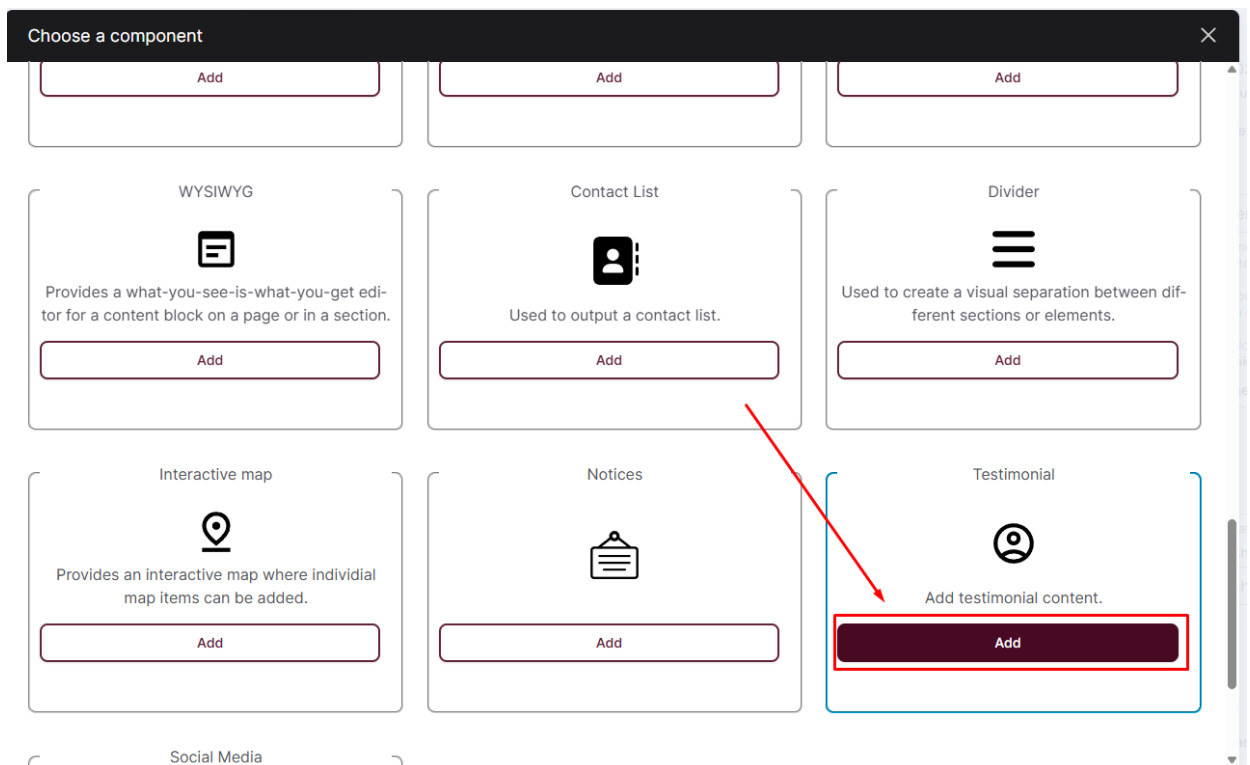 Choose a component
Add
Add
Add
WYSIWYG
Provides a what-you-see-is-what-you-get edi-
tor for a content block on a page or in a section.
Add
Contact List
Used to output a contact list.
Add
Divider
Used to create a visual separation between dif-
ferent sections or elements.
Add
Interactive map
Provides an interactive map where individial
map items can be added.
Add
Notices
Add
Testimonial
Add testimonial content.
Add
Social Media